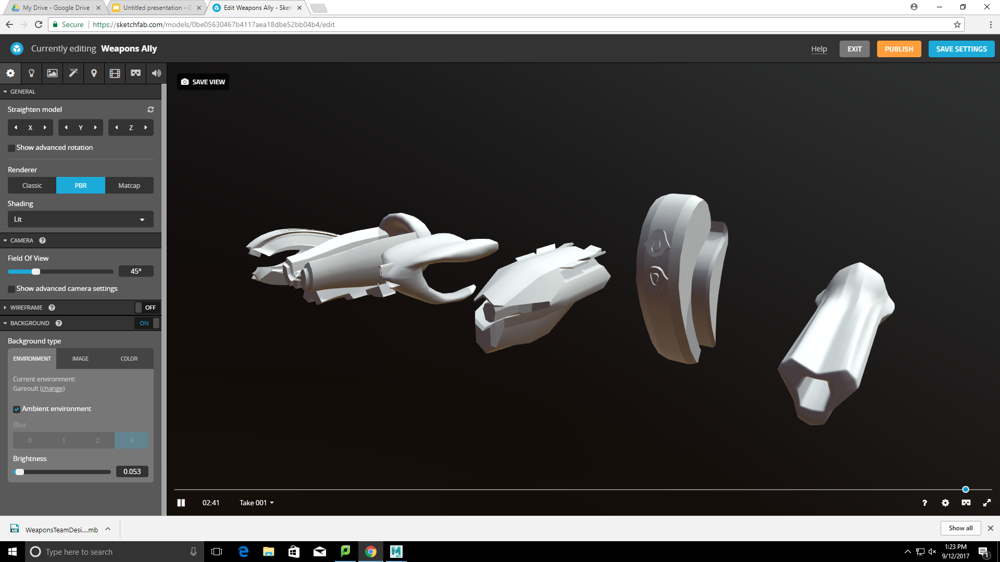 My Drive - Google Drive
Untitled presentation - G
Edit Weapons Ally - Sket
Secure
https://sketchfab.com/models/0be05630467b4117aea18dbe52bb04b4/edit
Currently editing Weapons Ally
Help
EXIT
PUBLISH
SAVE SETTINGS
SAVE VIEW
GENERAL
Straighten model
X
Y
Z
Show advanced rotation
Renderer
Classic
PBR
Matcap
Shading
Lit
CAMERA ?
Field Of View
45°
Show advanced camera settings
WIREFRAME ? OFF
BACKGROUND ? ON
Background type
ENVIRONMENT
IMAGE
COLOR
Current environment:
Gareoult (change)
Ambient environment
Blur
0
1
2
3
Brightness
0.053
02:41
Take 001
?
WeaponsTeamDesi....mb
Show all
Type here to search
1:23 PM
9/12/2017
1